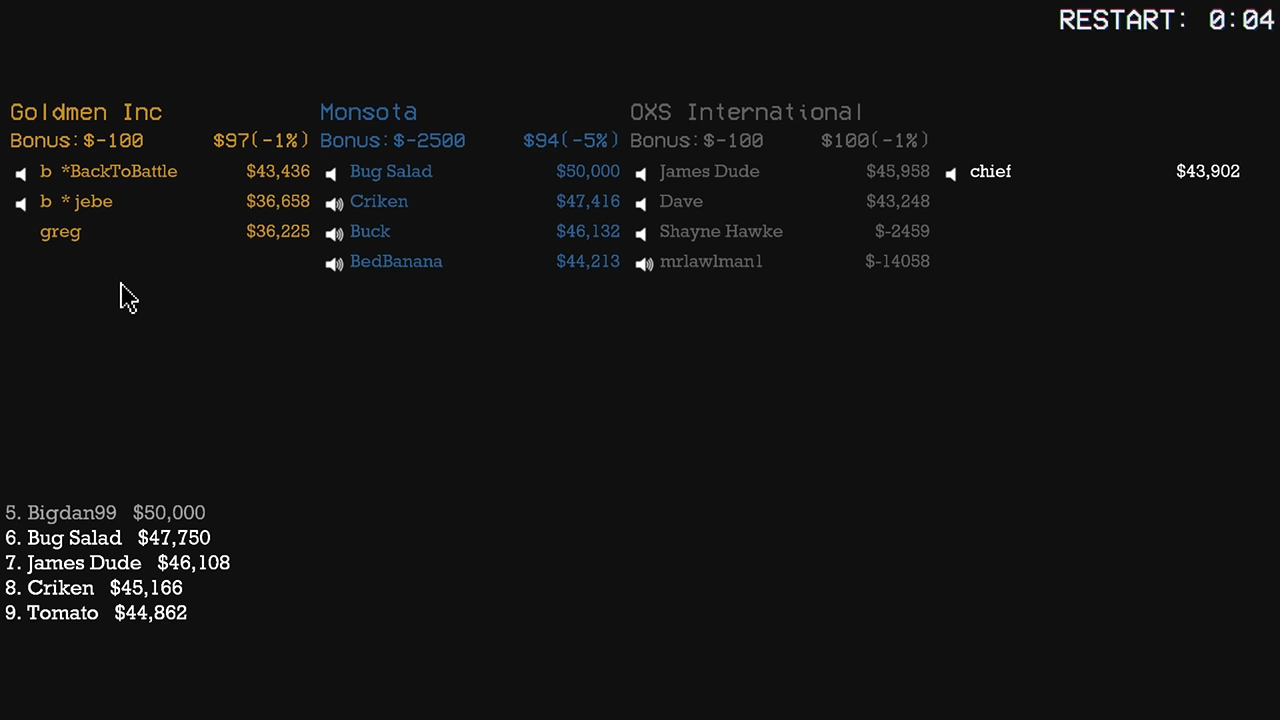 RESTART: 0:04
Goldmen Inc Monsota OXS International
Bonus:$-100 $97(-1%) Bonus:$-2500 $94(-5%) Bonus:$-100 $100(-1%)
b *BackToBattle $43,436 Bug Salad $50,000 James Dude $45,958 chief $43,902
b *jebe $36,658 Criken $47,416 Dave $43,248
greg $36,225 Buck $46,132 Shayne Hawke $-2459
BedBanana $44,213 mrlawlman1 $-14058
5. Bigdan99 $50,000
6. Bug Salad $47,750
7. James Dude $46,108
8. Criken $45,166
9. Tomato $44,862